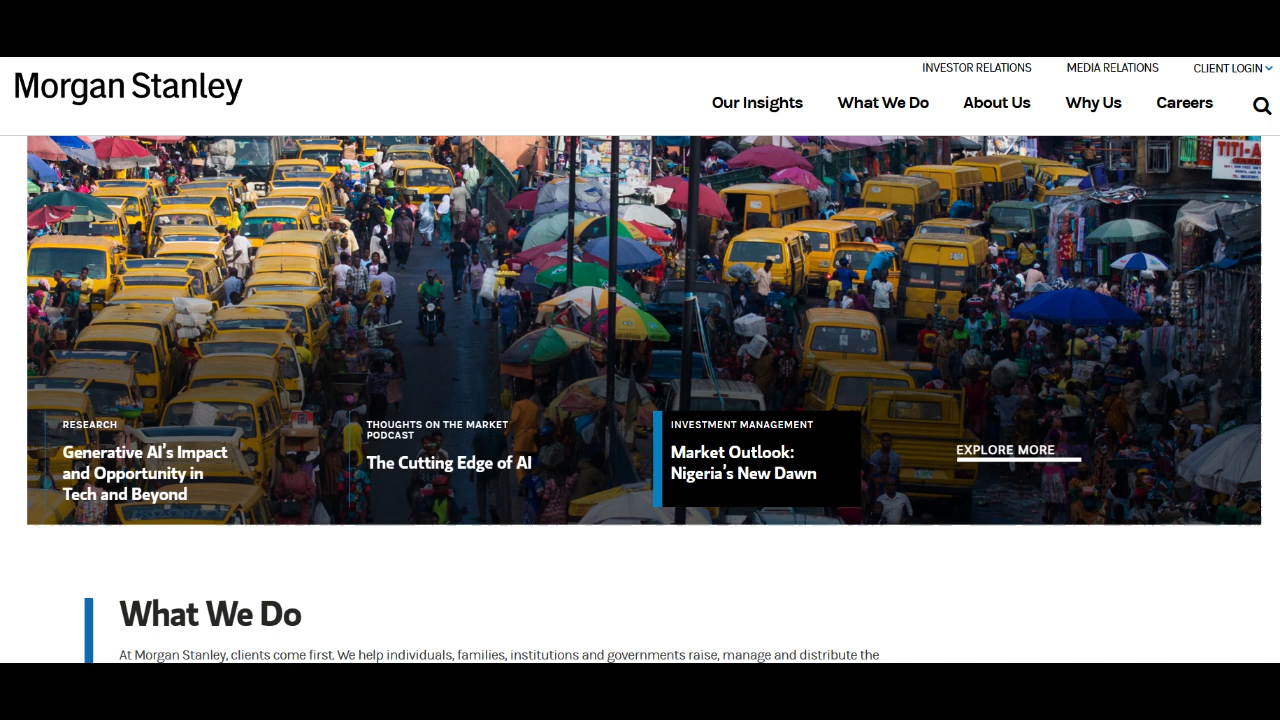 Morgan Stanley
INVESTOR RELATIONS
MEDIA RELATIONS
CLIENT LOGIN
Our Insights
What We Do
About Us
Why Us
Careers
TITI-A
RESEARCH
Generative AI's Impact
and Opportunity in
Tech and Beyond
THOUGHTS ON THE MARKET
PODCAST
The Cutting Edge of AI
INVESTMENT MANAGEMENT
Market Outlook:
Nigeria's New Dawn
EXPLORE MORE
What We Do
At Morgan Stanley, clients come first. We help individuals, families, institutions and governments raise, manage and distribute the